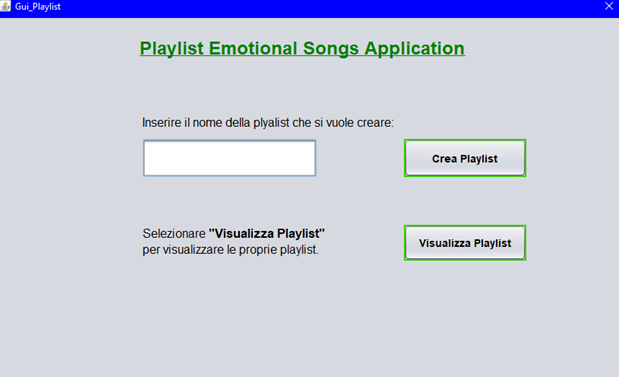 Gui_Playlist
Playlist Emotional Songs Application
Inserire il nome della plyalist che si vuole creare:
Crea Playlist
Selezionare "Visualizza Playlist"
per visualizzare le proprie playlist.
Visualizza Playlist